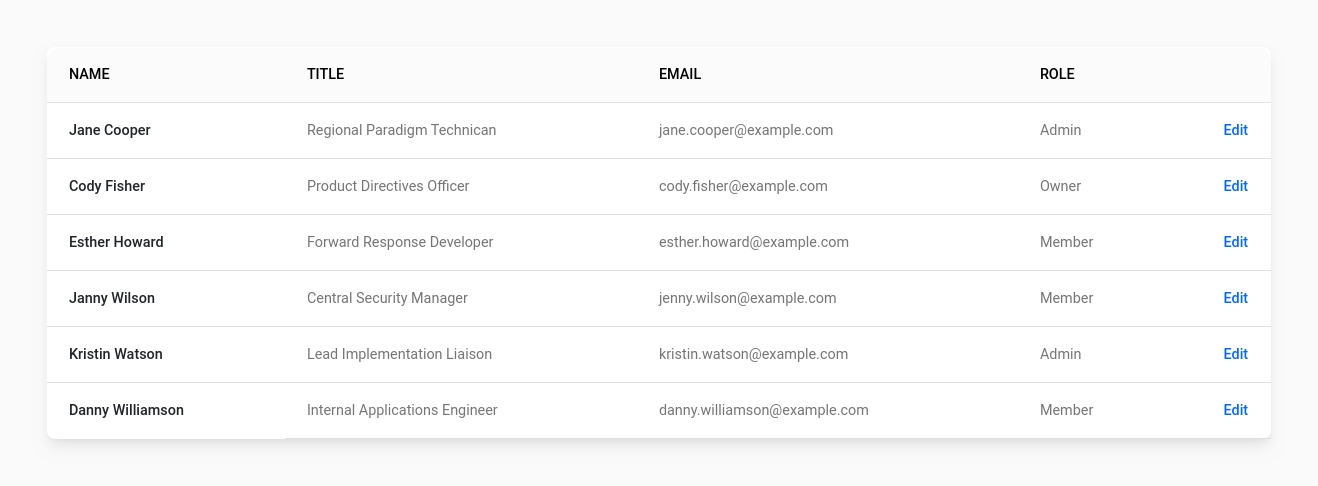 NAME TITLE EMAIL ROLE
Jane Cooper Regional Paradigm Technican jane.cooper@example.com Admin Edit
Cody Fisher Product Directives Officer cody.fisher@example.com Owner Edit
Esther Howard Forward Response Developer esther.howard@example.com Member Edit
Janny Wilson Central Security Manager jenny.wilson@example.com Member Edit
Kristin Watson Lead Implementation Liaison kristin.watson@example.com Admin Edit
Danny Williamson Internal Applications Engineer danny.williamson@example.com Member Edit